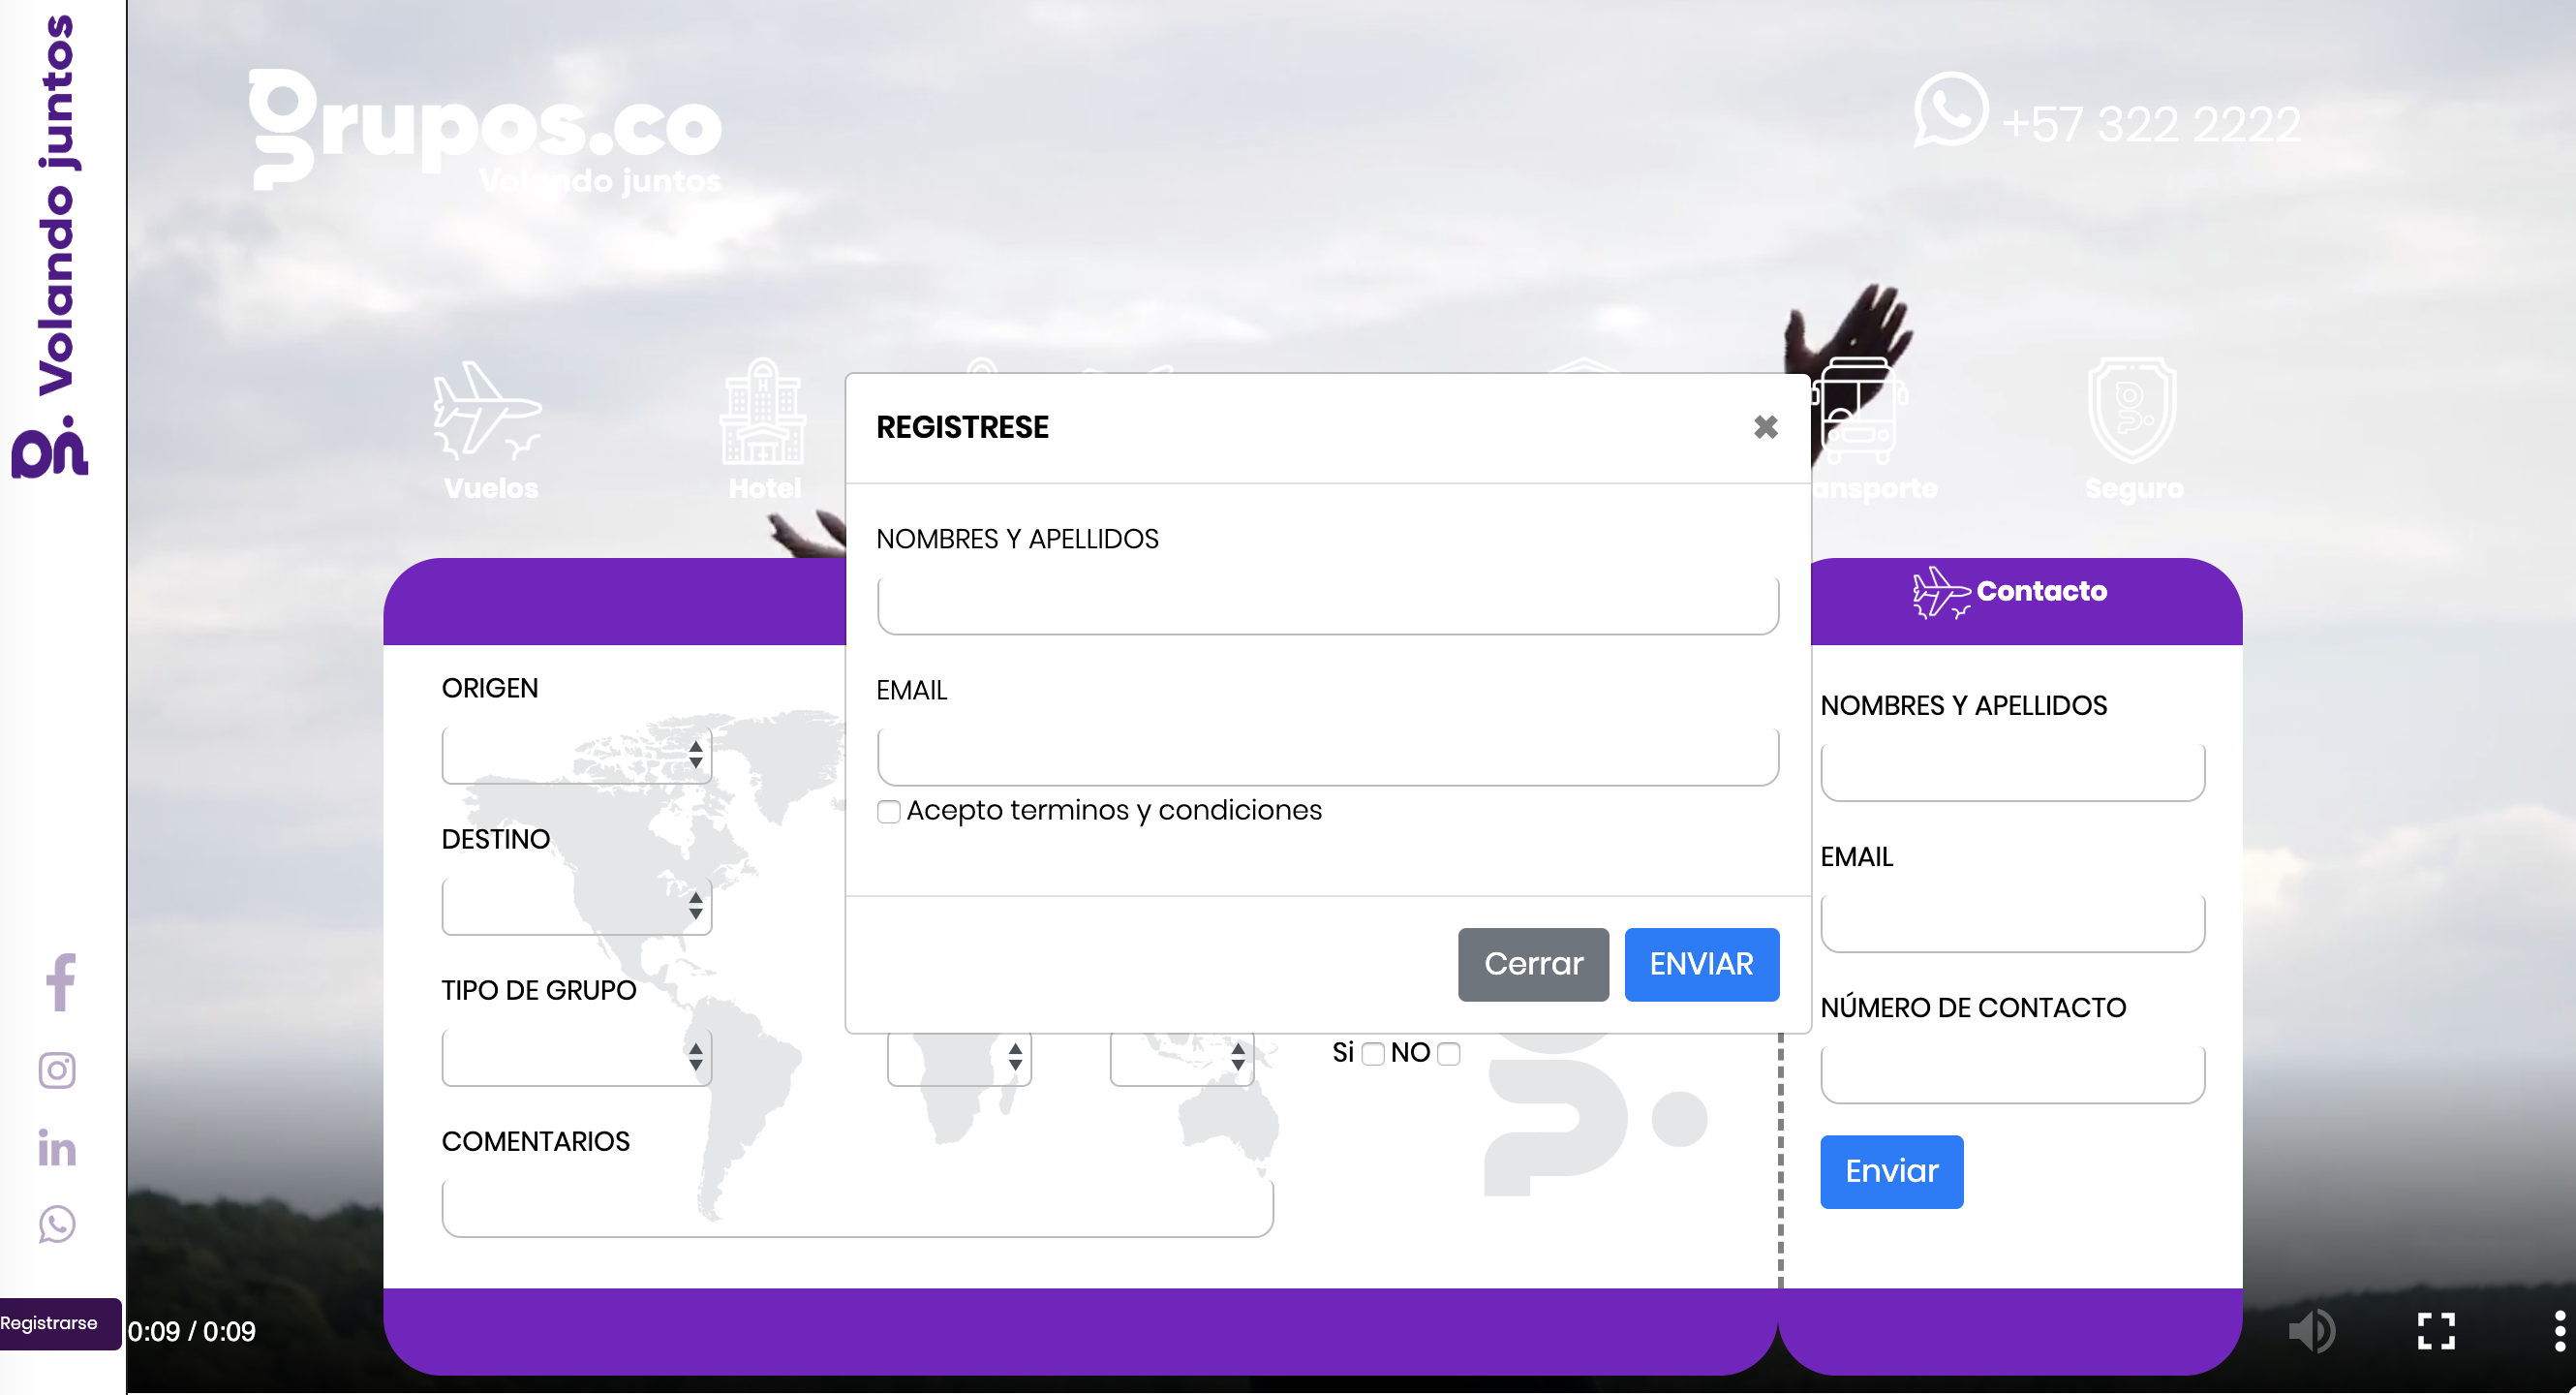 Volando juntos
grupos.co
Volando juntos
+57 322 2222
Vuelos
Hotel
Seguro
REGISTRESE
NOMBRES Y APELLIDOS
EMAIL
Acepto terminos y condiciones
Cerrar
ENVIAR
ORIGEN
DESTINO
TIPO DE GRUPO
Si
NO
COMENTARIOS
Contacto
NOMBRES Y APELLIDOS
EMAIL
NÚMERO DE CONTACTO
Enviar
Registrarse
0:09 / 0:09